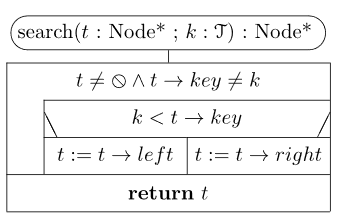 search(t : Node* ; k : 𝒯) : Node*
t ≠ ⦸ ∧ t → key ≠ k
k < t → key
t := t → left t := t → right
return t